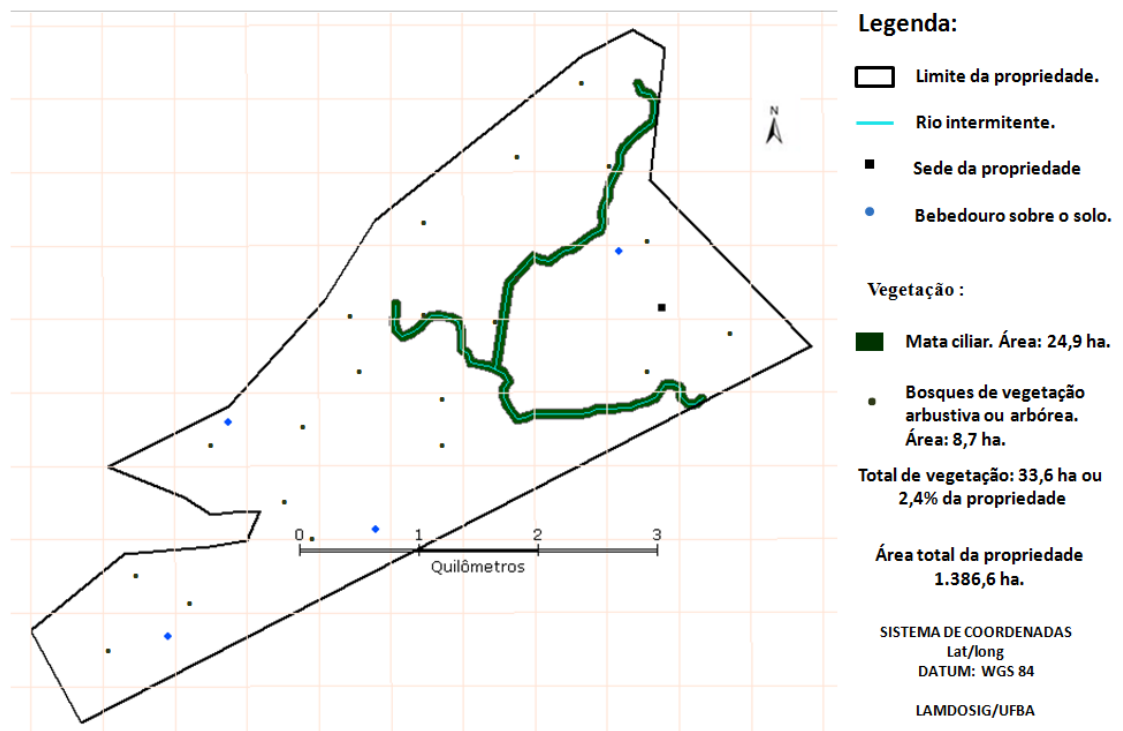 Legenda:
Limite da propriedade.
Rio intermitente.
Sede da propriedade
Bebedouro sobre o solo.
Vegetação :
Mata ciliar. Área: 24,9 ha.
Bosques de vegetação
arbustiva ou arbórea.
Área: 8,7 ha.
Total de vegetação: 33,6 ha ou
2,4% da propriedade
Área total da propriedade
1.386,6 ha.
SISTEMA DE COORDENADAS
Lat/long
DATUM: WGS 84
LAMDOSIG/UFBA
N
0 1 2 3
Quilômetros